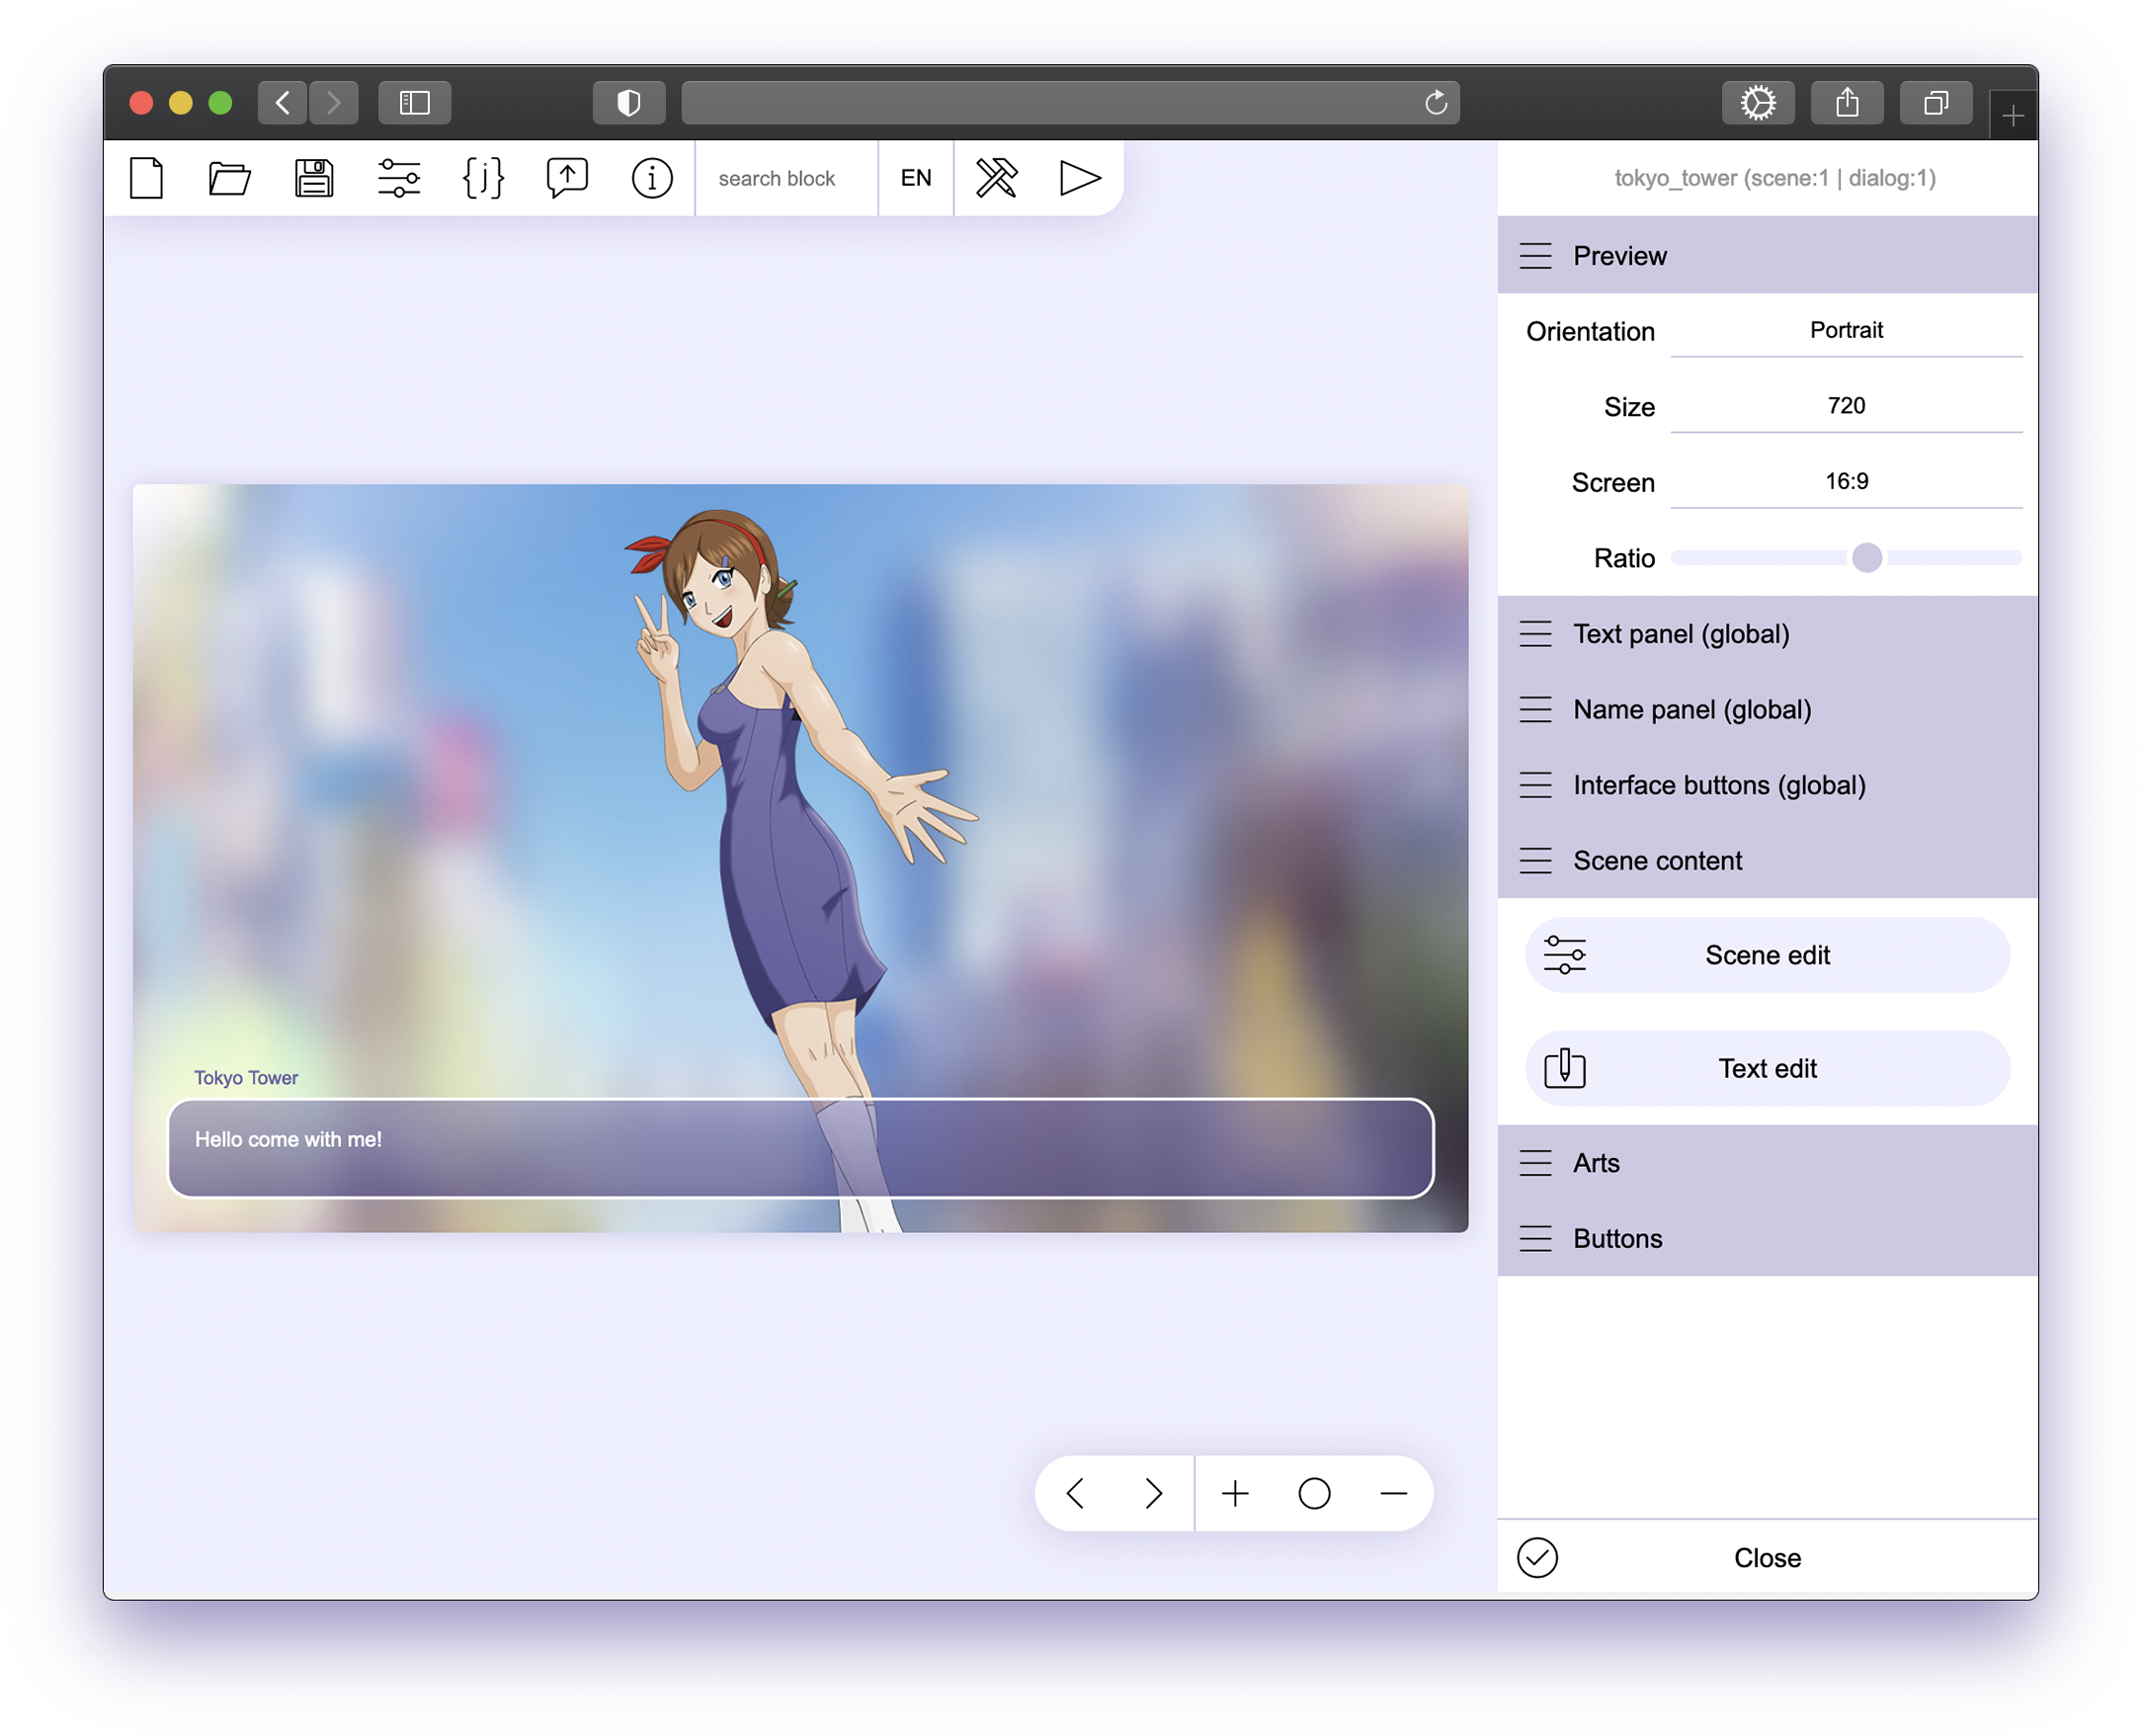 {j}
search block
EN
tokyo_tower (scene:1 | dialog:1)
Preview
Orientation
Portrait
Size
720
Screen
16:9
Ratio
Text panel (global)
Name panel (global)
Interface buttons (global)
Scene content
Scene edit
Text edit
Arts
Buttons
Close
Tokyo Tower
Hello come with me!